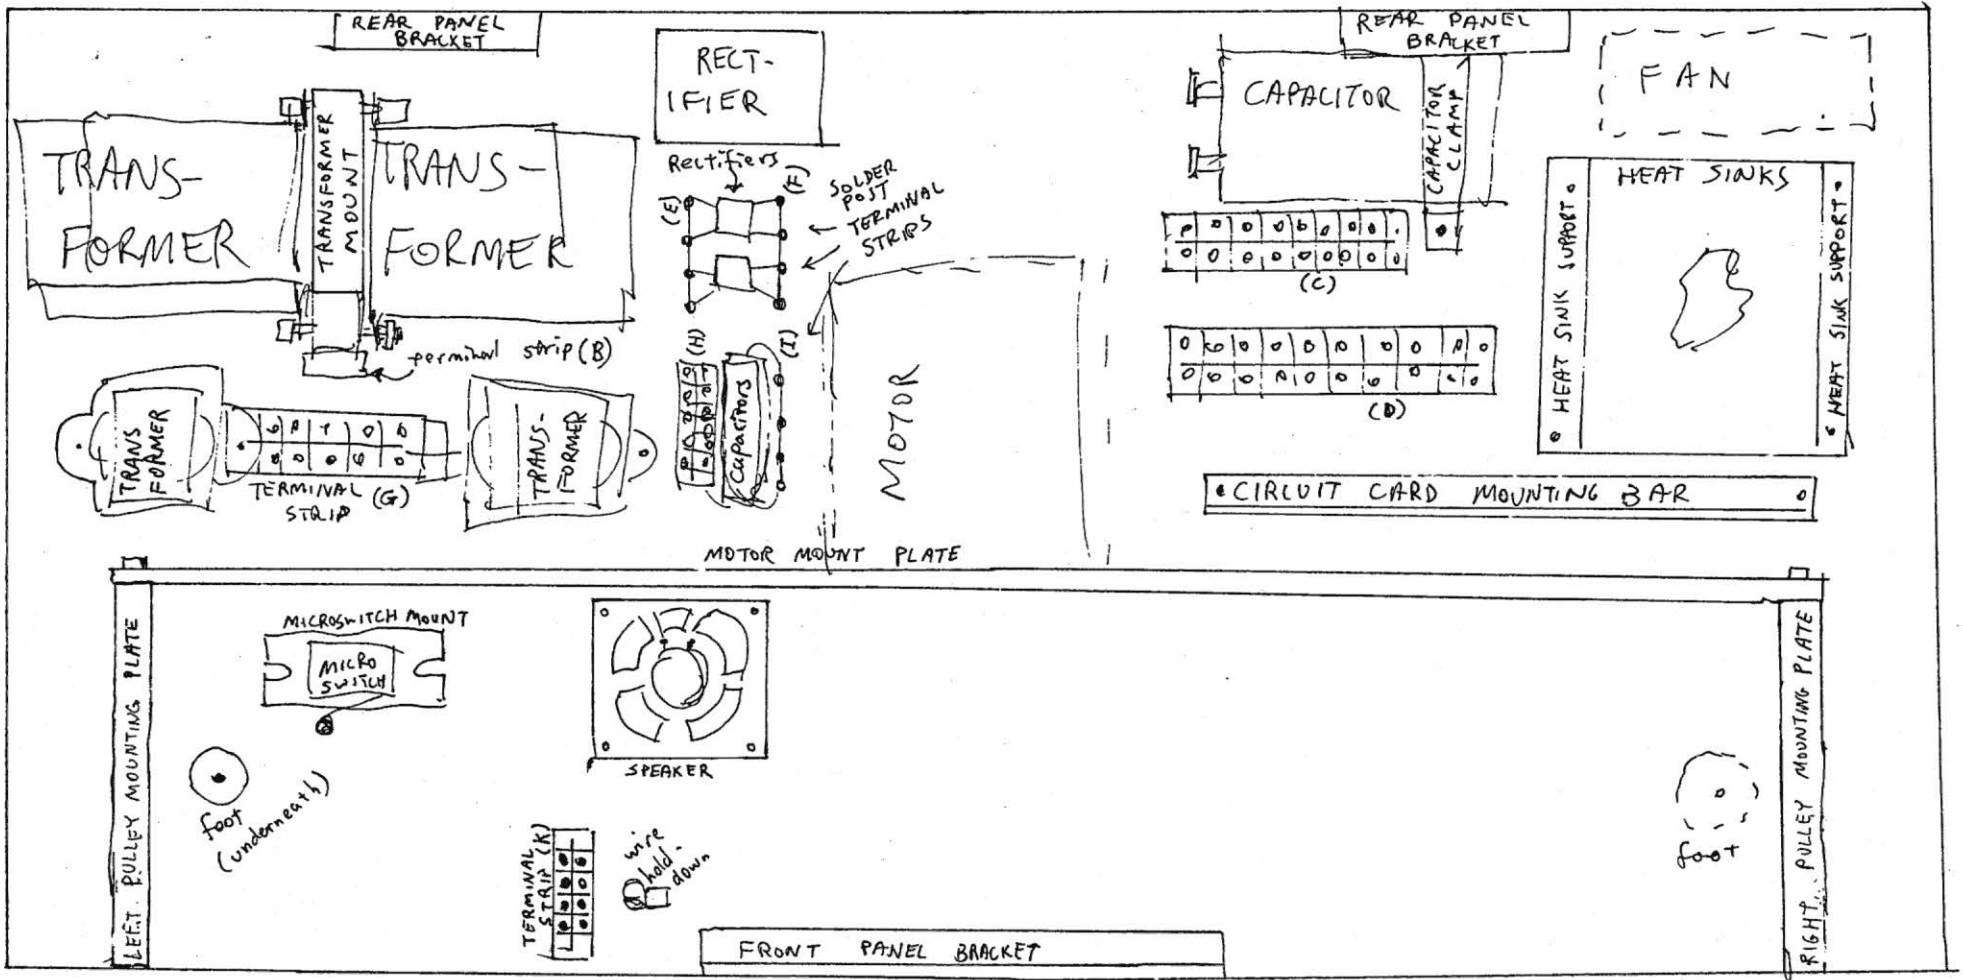 REAR PANEL
BRACKET
REAR PANEL
BRACKET
RECT-
IFIER
CAPACITOR
CAPACITOR
CLAMP
FAN
TRANS-
FORMER
TRANSFORMER
MOUNT
TRANS-
FORMER
Rectifiers
(E)
(F)
SOLDER
POST
TERMINAL
STRIPS
(C)
HEAT SINKS
HEAT SINK SUPPORT
HEAT SINK SUPPORT
terminal strip (B)
(H)
(I)
Capacitors
MOTOR
(D)
TRANS
FORMER
TERMINAL (G)
STRIP
TRANS-
FORMER
CIRCUIT CARD MOUNTING BAR
MOTOR MOUNT PLATE
LEFT PULLEY MOUNTING PLATE
MICROSWITCH MOUNT
MICRO
SWITCH
SPEAKER
foot
(underneath)
TERMINAL
STRIP (K)
wire
hold-
down
foot
RIGHT PULLEY MOUNTING PLATE
FRONT PANEL BRACKET